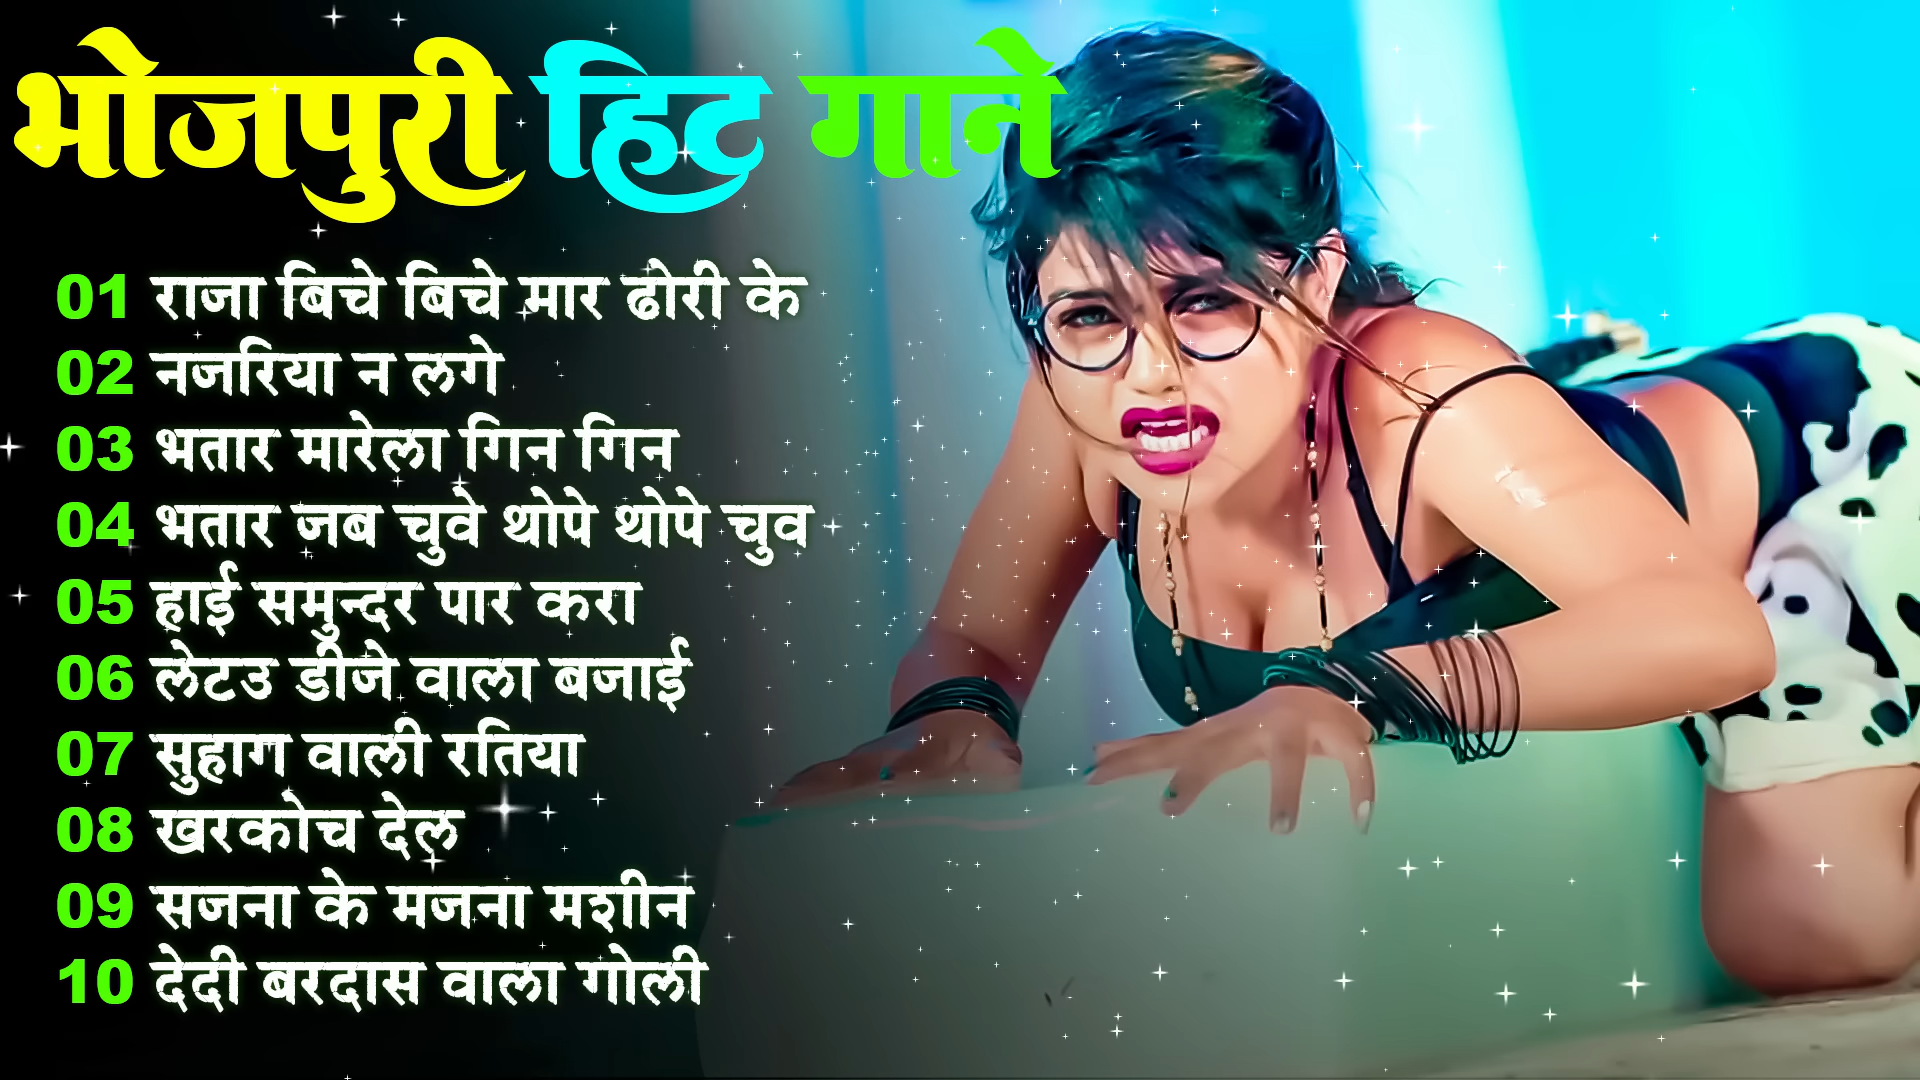 भोजपुरी हिट गाने
01 राजा बिचे बिचे मार ढोरी के
02 नजरिया न लगे
03 भतार मारेला गिन गिन
04 भतार जब चुवे थोपे थोपे चुव
05 हाई समुन्दर पार करा
06 लेटउ डीजे वाला बजाई
07 सुहाग वाली रतिया
08 खरकोच देल
09 सजना के मजना मशीन
10 देदी बरदास वाला गोली